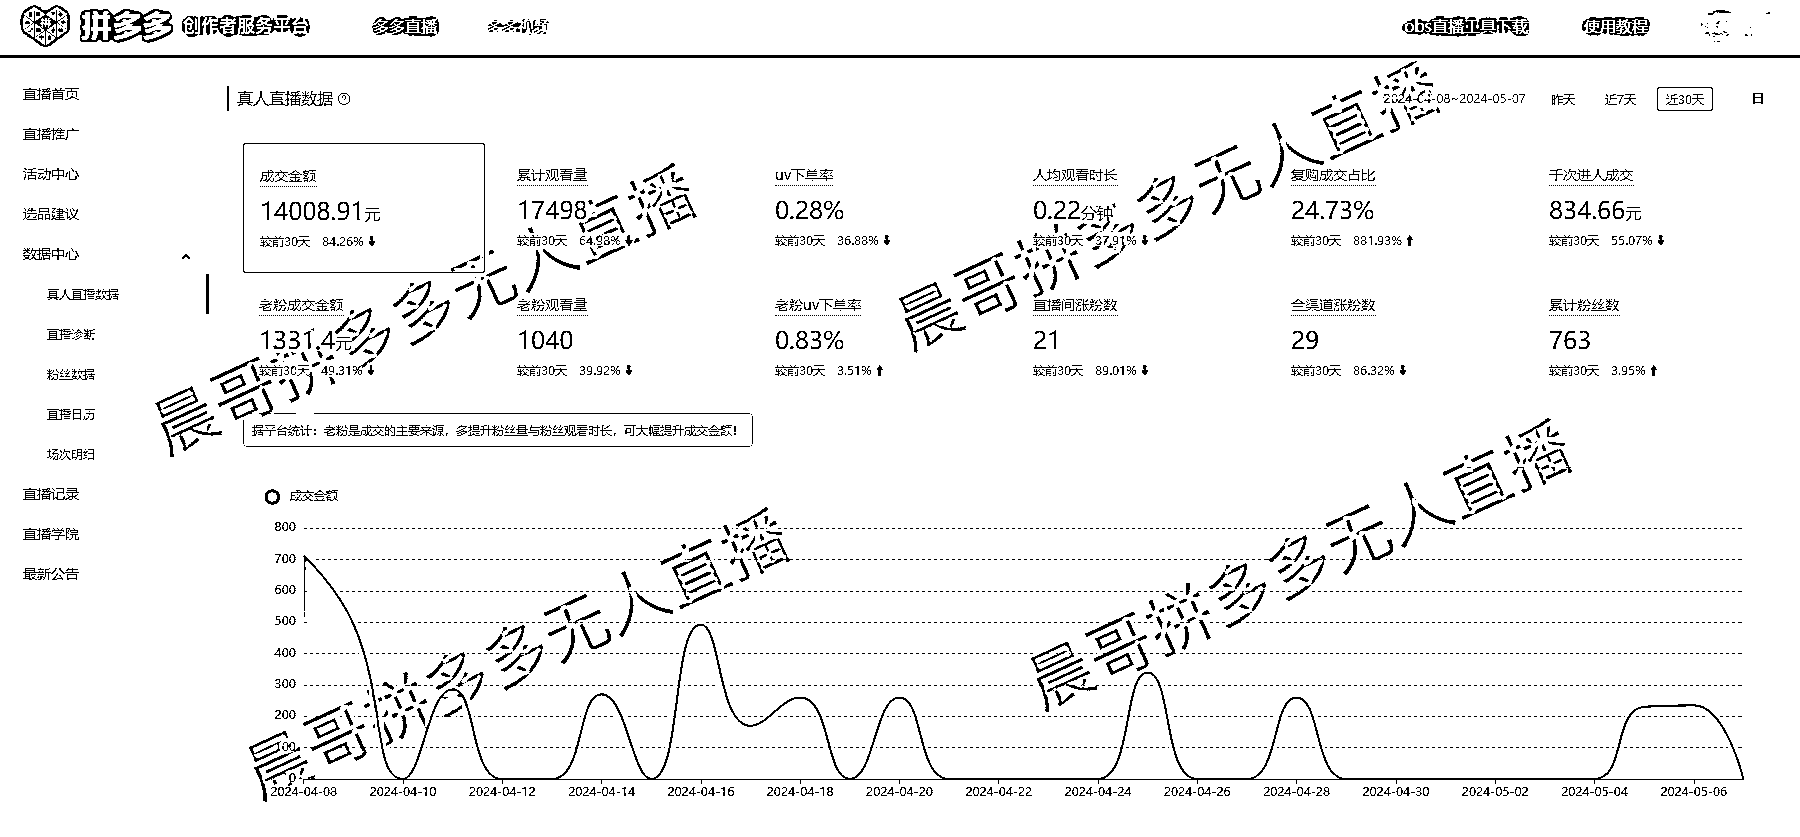 拼多多 创作者服务平台 多多直播 多多视频 obs直播工具下载 使用教程
直播首页
直播推广
活动中心
选品建议
数据中心
真人直播数据
直播诊断
粉丝数据
直播日历
场次明细
直播记录
直播学院
最新公告
真人直播数据 2024-04-08~2024-05-07 昨天 近7天 近30天 日
成交金额 累计观看量 uv下单率 人均观看时长 复购成交占比 千次进人成交
14008.91元 17498 0.28% 0.22分钟 24.73% 834.66元
较前30天 84.26% 较前30天 64.98% 较前30天 36.88% 较前30天 37.91% 较前30天 881.93% 较前30天 55.07%
老粉成交金额 老粉观看量 老粉uv下单率 直播间涨粉数 全渠道涨粉数 累计粉丝数
1331.4元 1040 0.83% 21 29 763
较前30天 49.31% 较前30天 39.92% 较前30天 3.51% 较前30天 89.01% 较前30天 86.32% 较前30天 3.95%
据平台统计：老粉是成交的主要来源，多提升粉丝量与粉丝观看时长，可大幅提升成交金额！
成交金额
800
700
600
500
400
300
200
100
0
2024-04-08 2024-04-10 2024-04-12 2024-04-14 2024-04-16 2024-04-18 2024-04-20 2024-04-22 2024-04-24 2024-04-26 2024-04-28 2024-04-30 2024-05-02 2024-05-04 2024-05-06
晨哥拼多多无人直播
晨哥拼多多无人直播
晨哥拼多多无人直播
晨哥拼多多无人直播